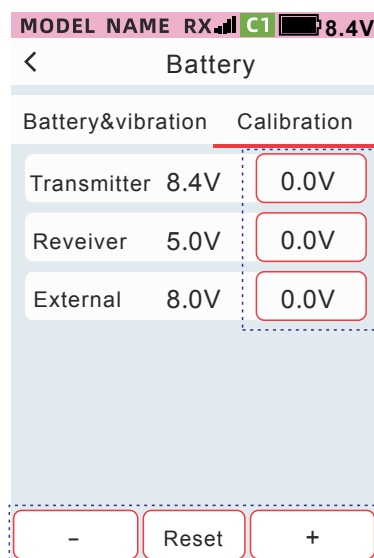 MODEL NAME RX C1 8.4V
< Battery
Battery&vibration Calibration
Transmitter 8.4V 0.0V
Reveiver 5.0V 0.0V
External 8.0V 0.0V
- Reset +